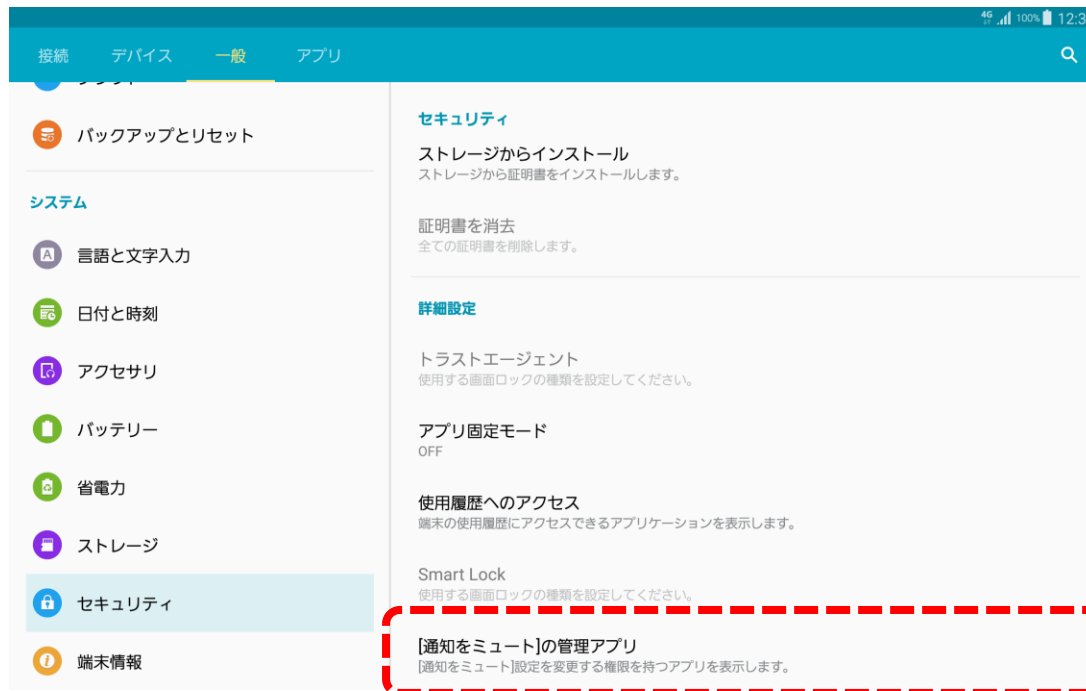 4G 100% 12:3
接続 デバイス 一般 アプリ
バックアップとリセット
システム
言語と文字入力
日付と時刻
アクセサリ
バッテリー
省電力
ストレージ
セキュリティ
端末情報
セキュリティ
ストレージからインストール
ストレージから証明書をインストールします。
証明書を消去
全ての証明書を削除します。
詳細設定
トラストエージェント
使用する画面ロックの種類を設定してください。
アプリ固定モード
OFF
使用履歴へのアクセス
端末の使用履歴にアクセスできるアプリケーションを表示します。
Smart Lock
使用する画面ロックの種類を設定してください。
[通知をミュート]の管理アプリ
[通知をミュート]設定を変更する権限を持つアプリを表示します。